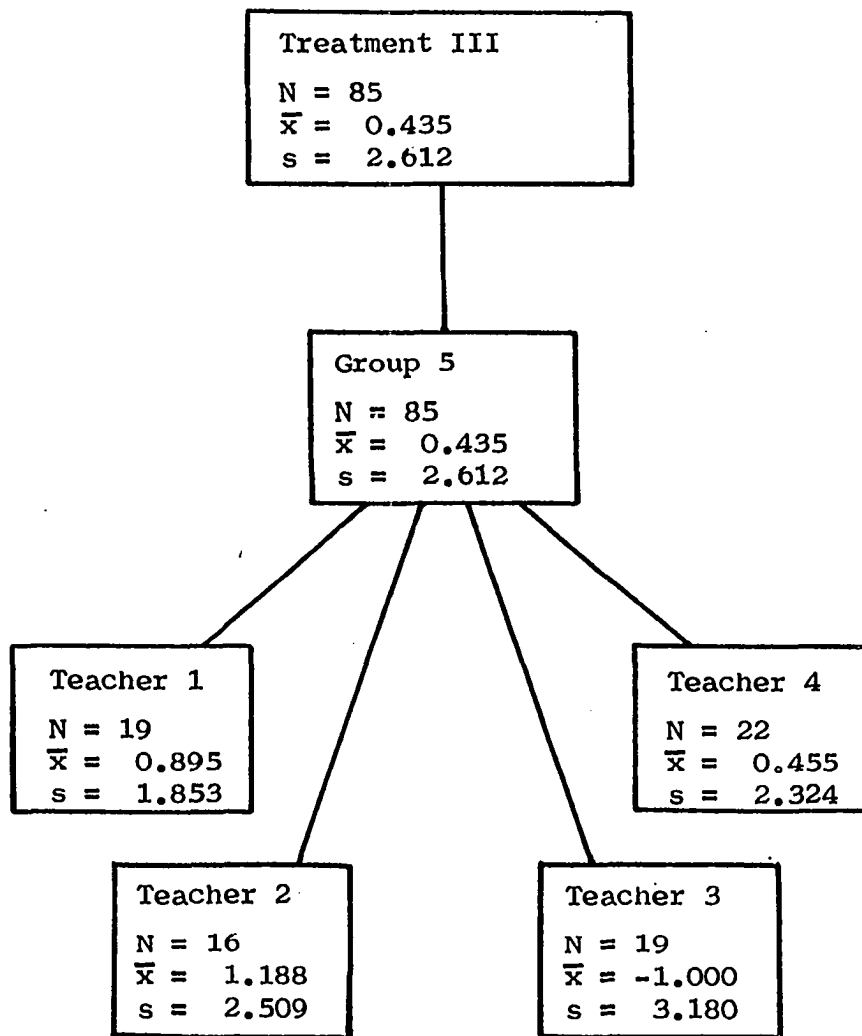 Treatment III
N = 85
x̄ = 0.435
s = 2.612
Group 5
N = 85
x̄ = 0.435
s = 2.612
Teacher 1
N = 19
x̄ = 0.895
s = 1.853
Teacher 4
N = 22
x̄ = 0.455
s = 2.324
Teacher 2
N = 16
x̄ = 1.188
s = 2.509
Teacher 3
N = 19
x̄ = -1.000
s = 3.180